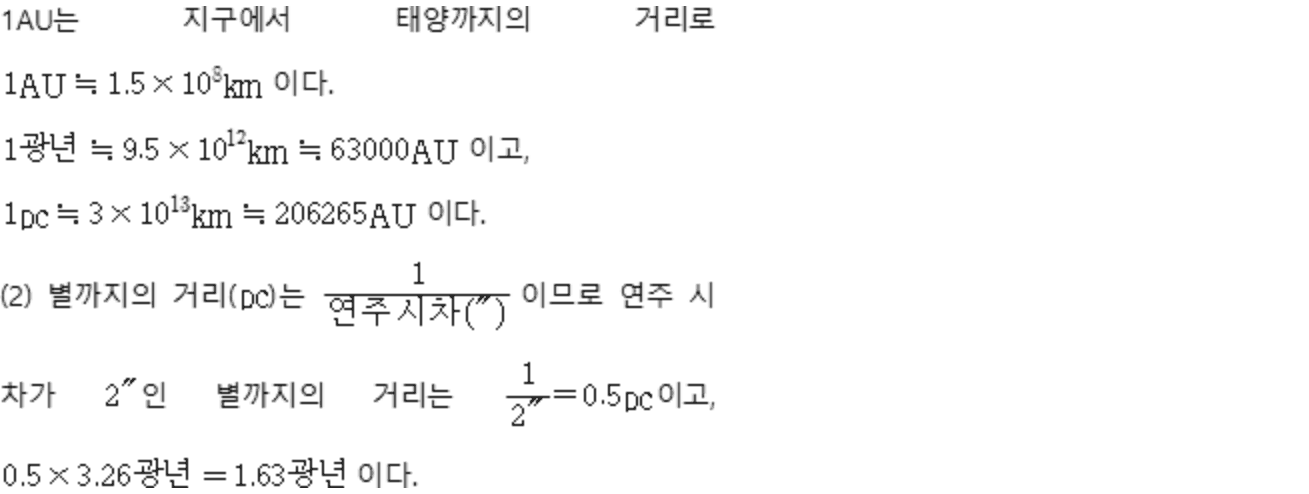 1AU는 지구에서 태양까지의 거리로
1AU ≒ 1.5 × 10⁸km 이다.
1광년 ≒ 9.5 × 10¹²km ≒ 63000AU 이고,
1pc ≒ 3 × 10¹³km ≒ 206265AU 이다.
(2) 별까지의 거리(pc)는 1/연주 시차(″) 이므로 연주 시
차가 2″인 별까지의 거리는 1/2″ = 0.5pc이고,
0.5 × 3.26광년 = 1.63광년 이다.